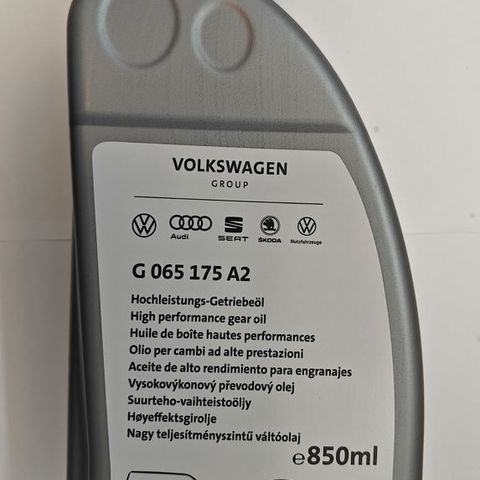 VOLKSWAGEN
GROUP
Audi SEAT ŠKODA Nutzfahrzeuge
G 065 175 A2
Hochleistungs-Getriebeöl
High performance gear oil
Huile de boîte hautes performances
Olio per cambi ad alte prestazioni
Aceite de alto rendimiento para engranajes
Vysokovýkonový převodový olej
Suurteho-vaihteistoöljy
Høyeffektsgirolje
Nagy teljesítményszintű váltóolaj
℮850ml